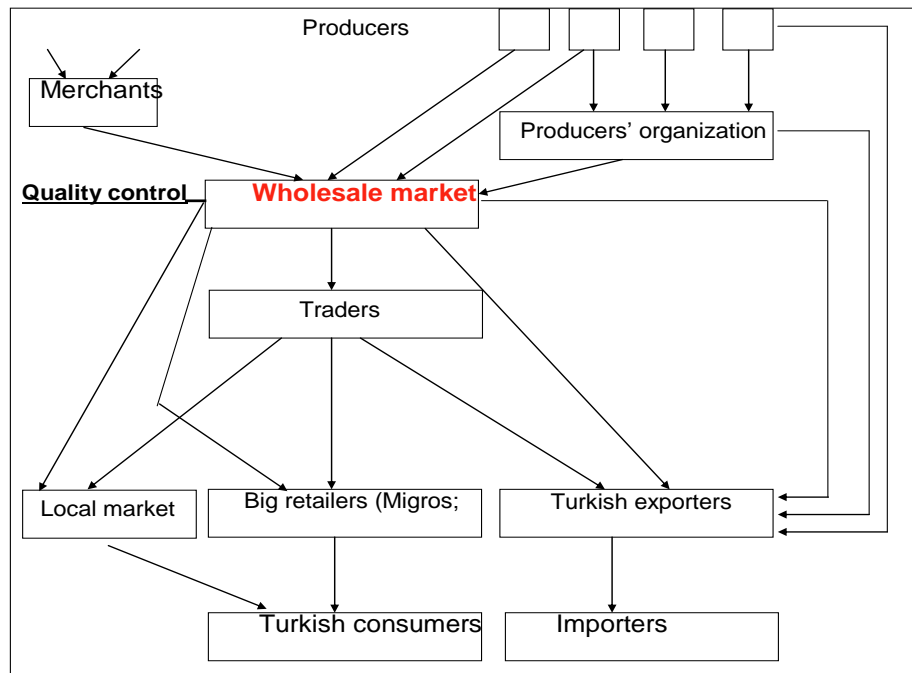 Producers
Merchants
Producers’ organization
Quality control
Wholesale market
Traders
Local market
Big retailers (Migros;
Turkish exporters
Turkish consumers
Importers